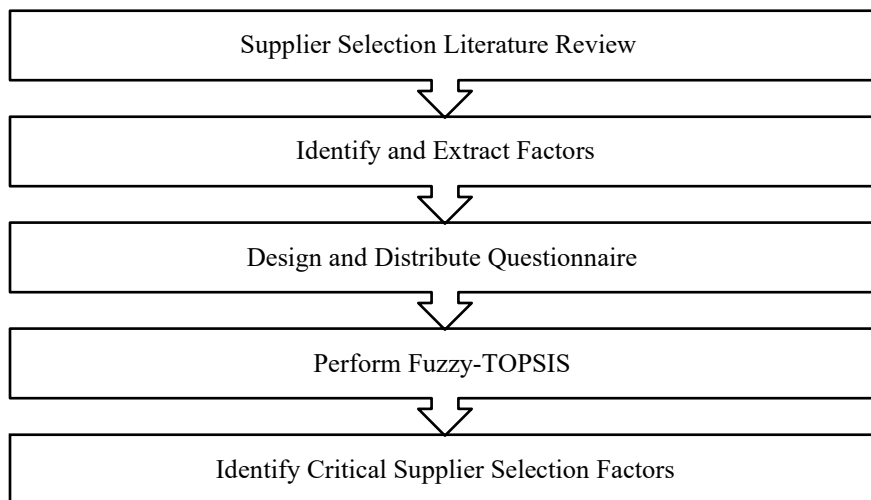 Supplier Selection Literature Review
Identify and Extract Factors
Design and Distribute Questionnaire
Perform Fuzzy-TOPSIS
Identify Critical Supplier Selection Factors